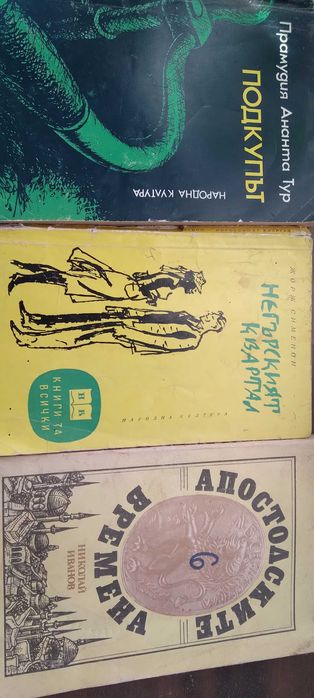 Прамудия Ананта Тур
ПОДКУПЪТ
НАРОДНА КУЛТУРА
ЖОРЖ СИМЕНОН
НЕГЪРСКИЯТ
КВАРТАЛ
В К
КНИГИ ЗА
ВСИЧКИ
НАРОДНА КУЛТУРА
АПОСТОЛСКИТЕ
6
ВРЕМЕНА
НИКОЛАЙ
ИВАНОВ